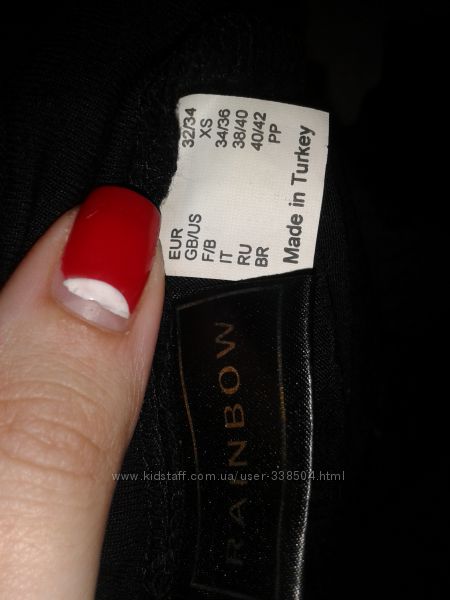 EUR 32/34
GB/US XS
F/B 34/36
IT 38/40
RU 40/42
BR PP
Made in Turkey
RAINBOW
www.kidstaff.com.ua/user-338504.html